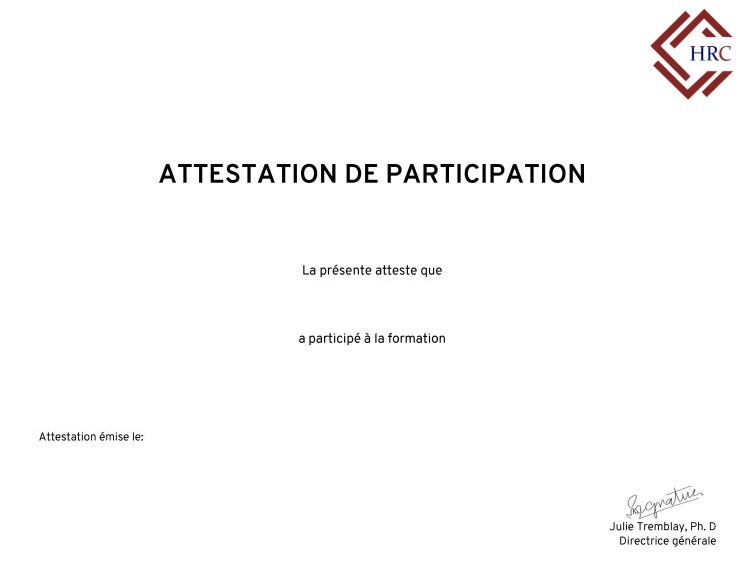 HRC
ATTESTATION DE PARTICIPATION
La présente atteste que
a participé à la formation
Attestation émise le:
Signature
Julie Tremblay, Ph. D
Directrice générale